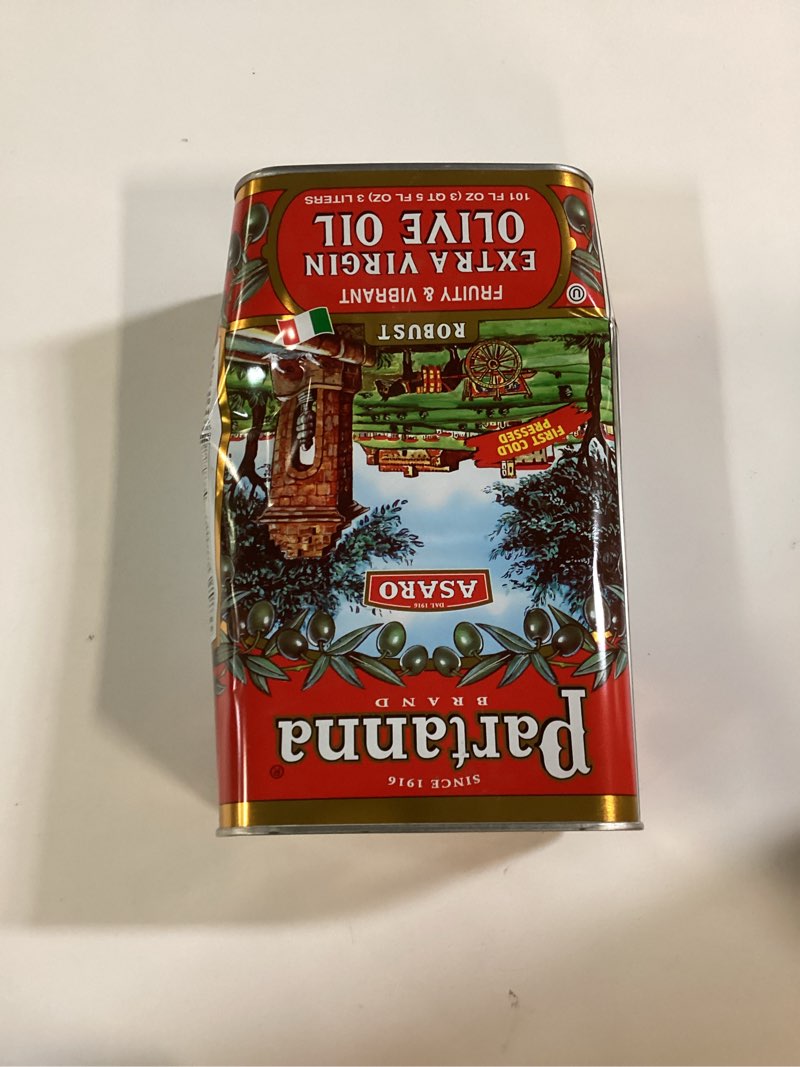 SINCE 1916
Partanna®
BRAND
DAL 1916
ASARO
FIRST COLD
PRESSED
ROBUST
FRUITY & VIBRANT
U
EXTRA VIRGIN
OLIVE OIL
101 FL OZ (3 QT 5 FL OZ) 3 LITERS